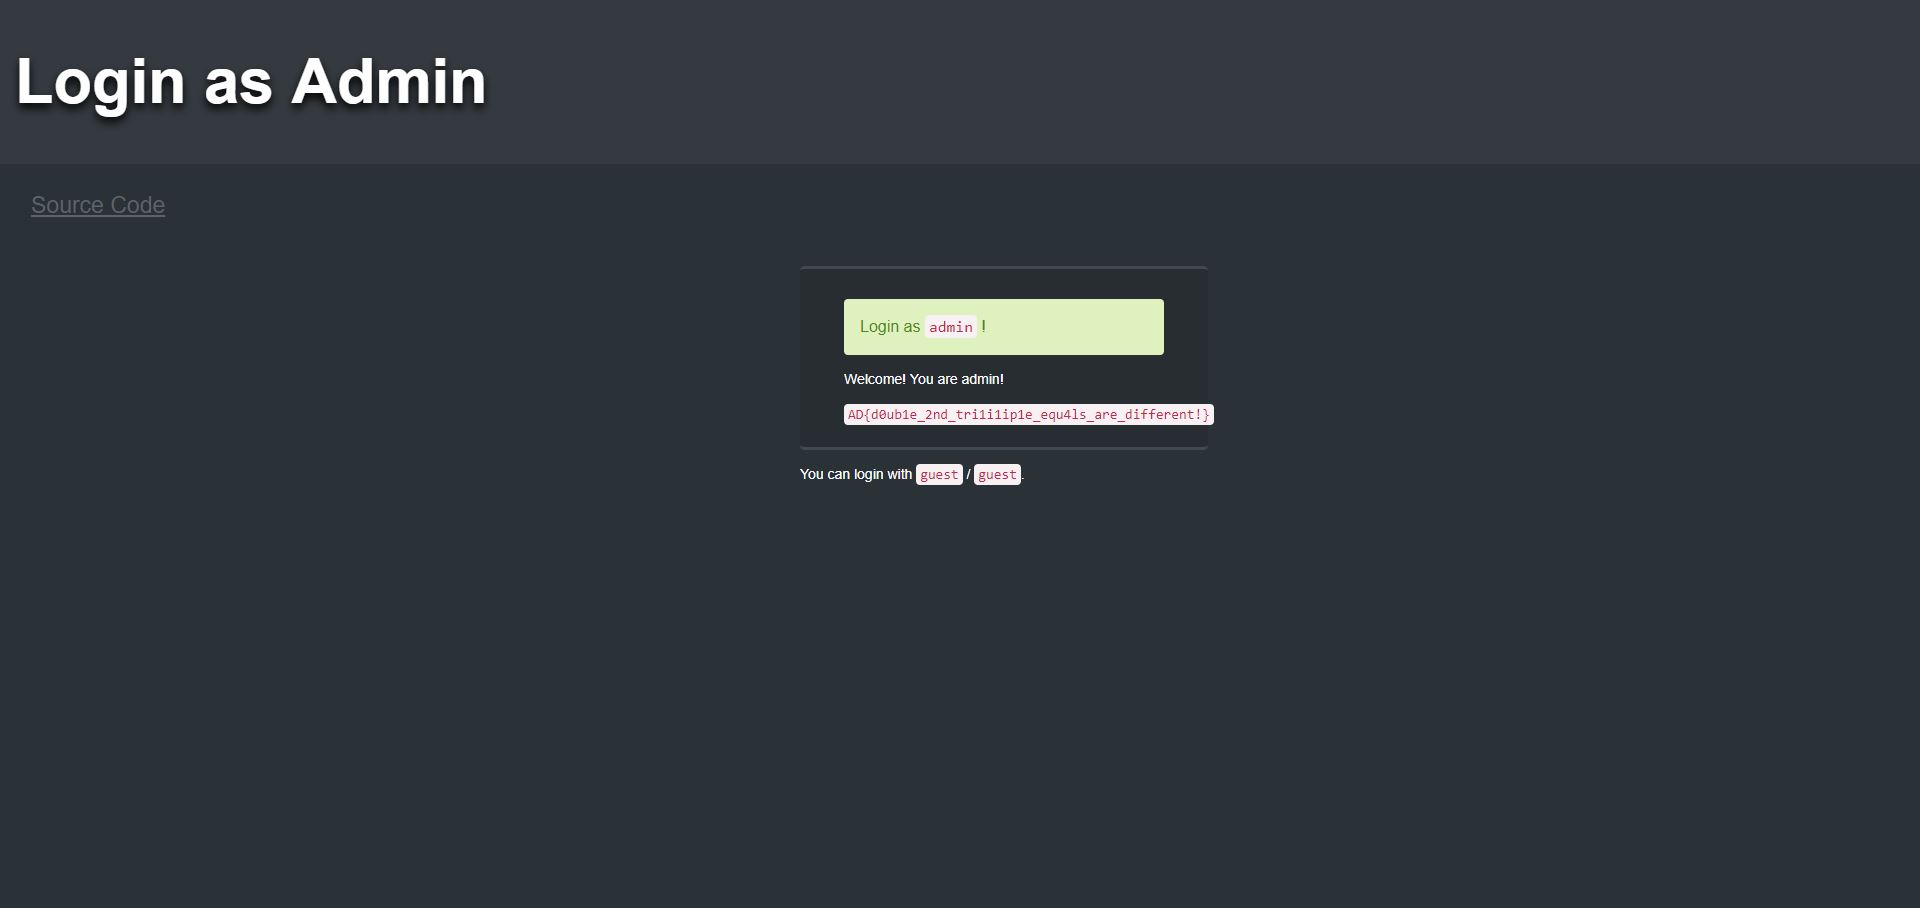 Login as Admin
Source Code
Login as admin !
Welcome! You are admin!
AD{d0ub1e_2nd_tri1i1ip1e_equ4ls_are_different!}
You can login with guest / guest.